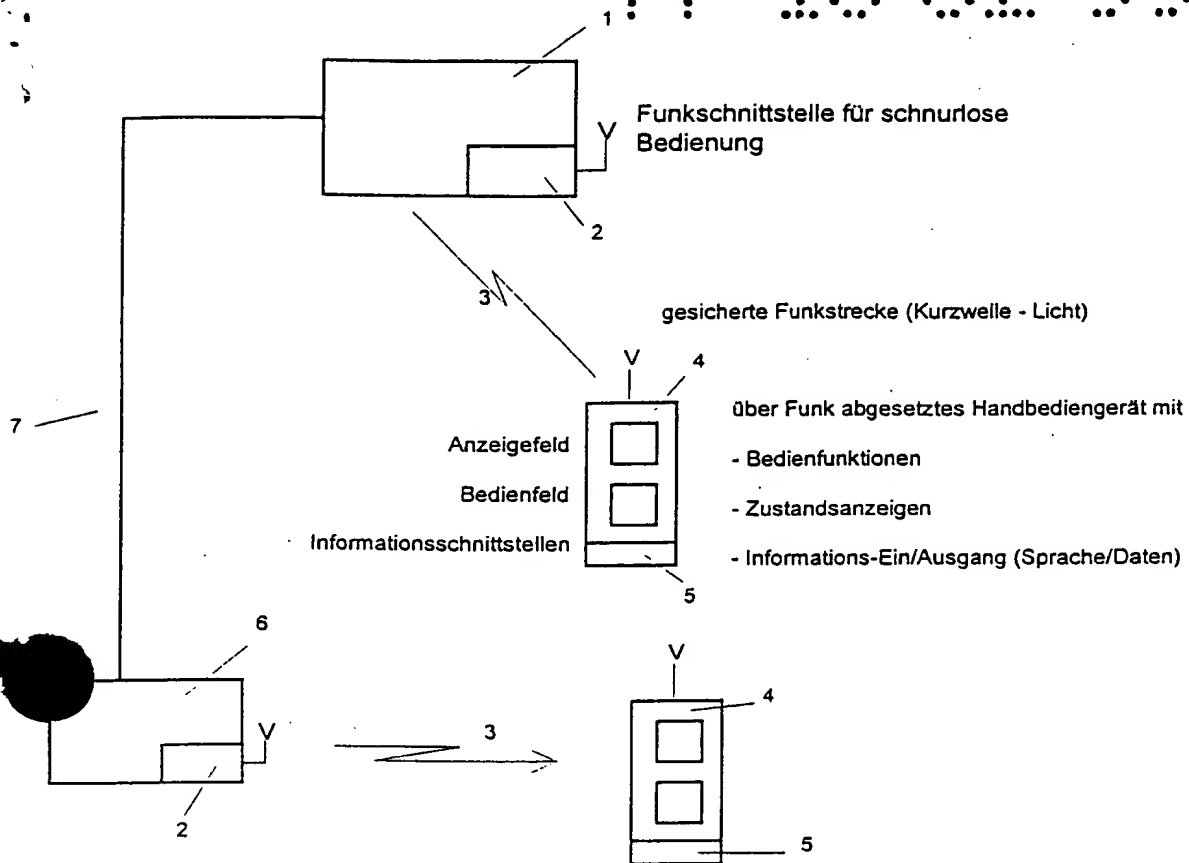 1
Funkschnittstelle für schnurlose
Bedienung
V
2
3
gesicherte Funkstrecke (Kurzwelle - Licht)
V
4
7
über Funk abgesetztes Handbediengerät mit
Anzeigefeld
- Bedienfunktionen
Bedienfeld
- Zustandsanzeigen
Informationsschnittstellen
- Informations-Ein/Ausgang (Sprache/Daten)
5
6
V
4
V
3
2
5